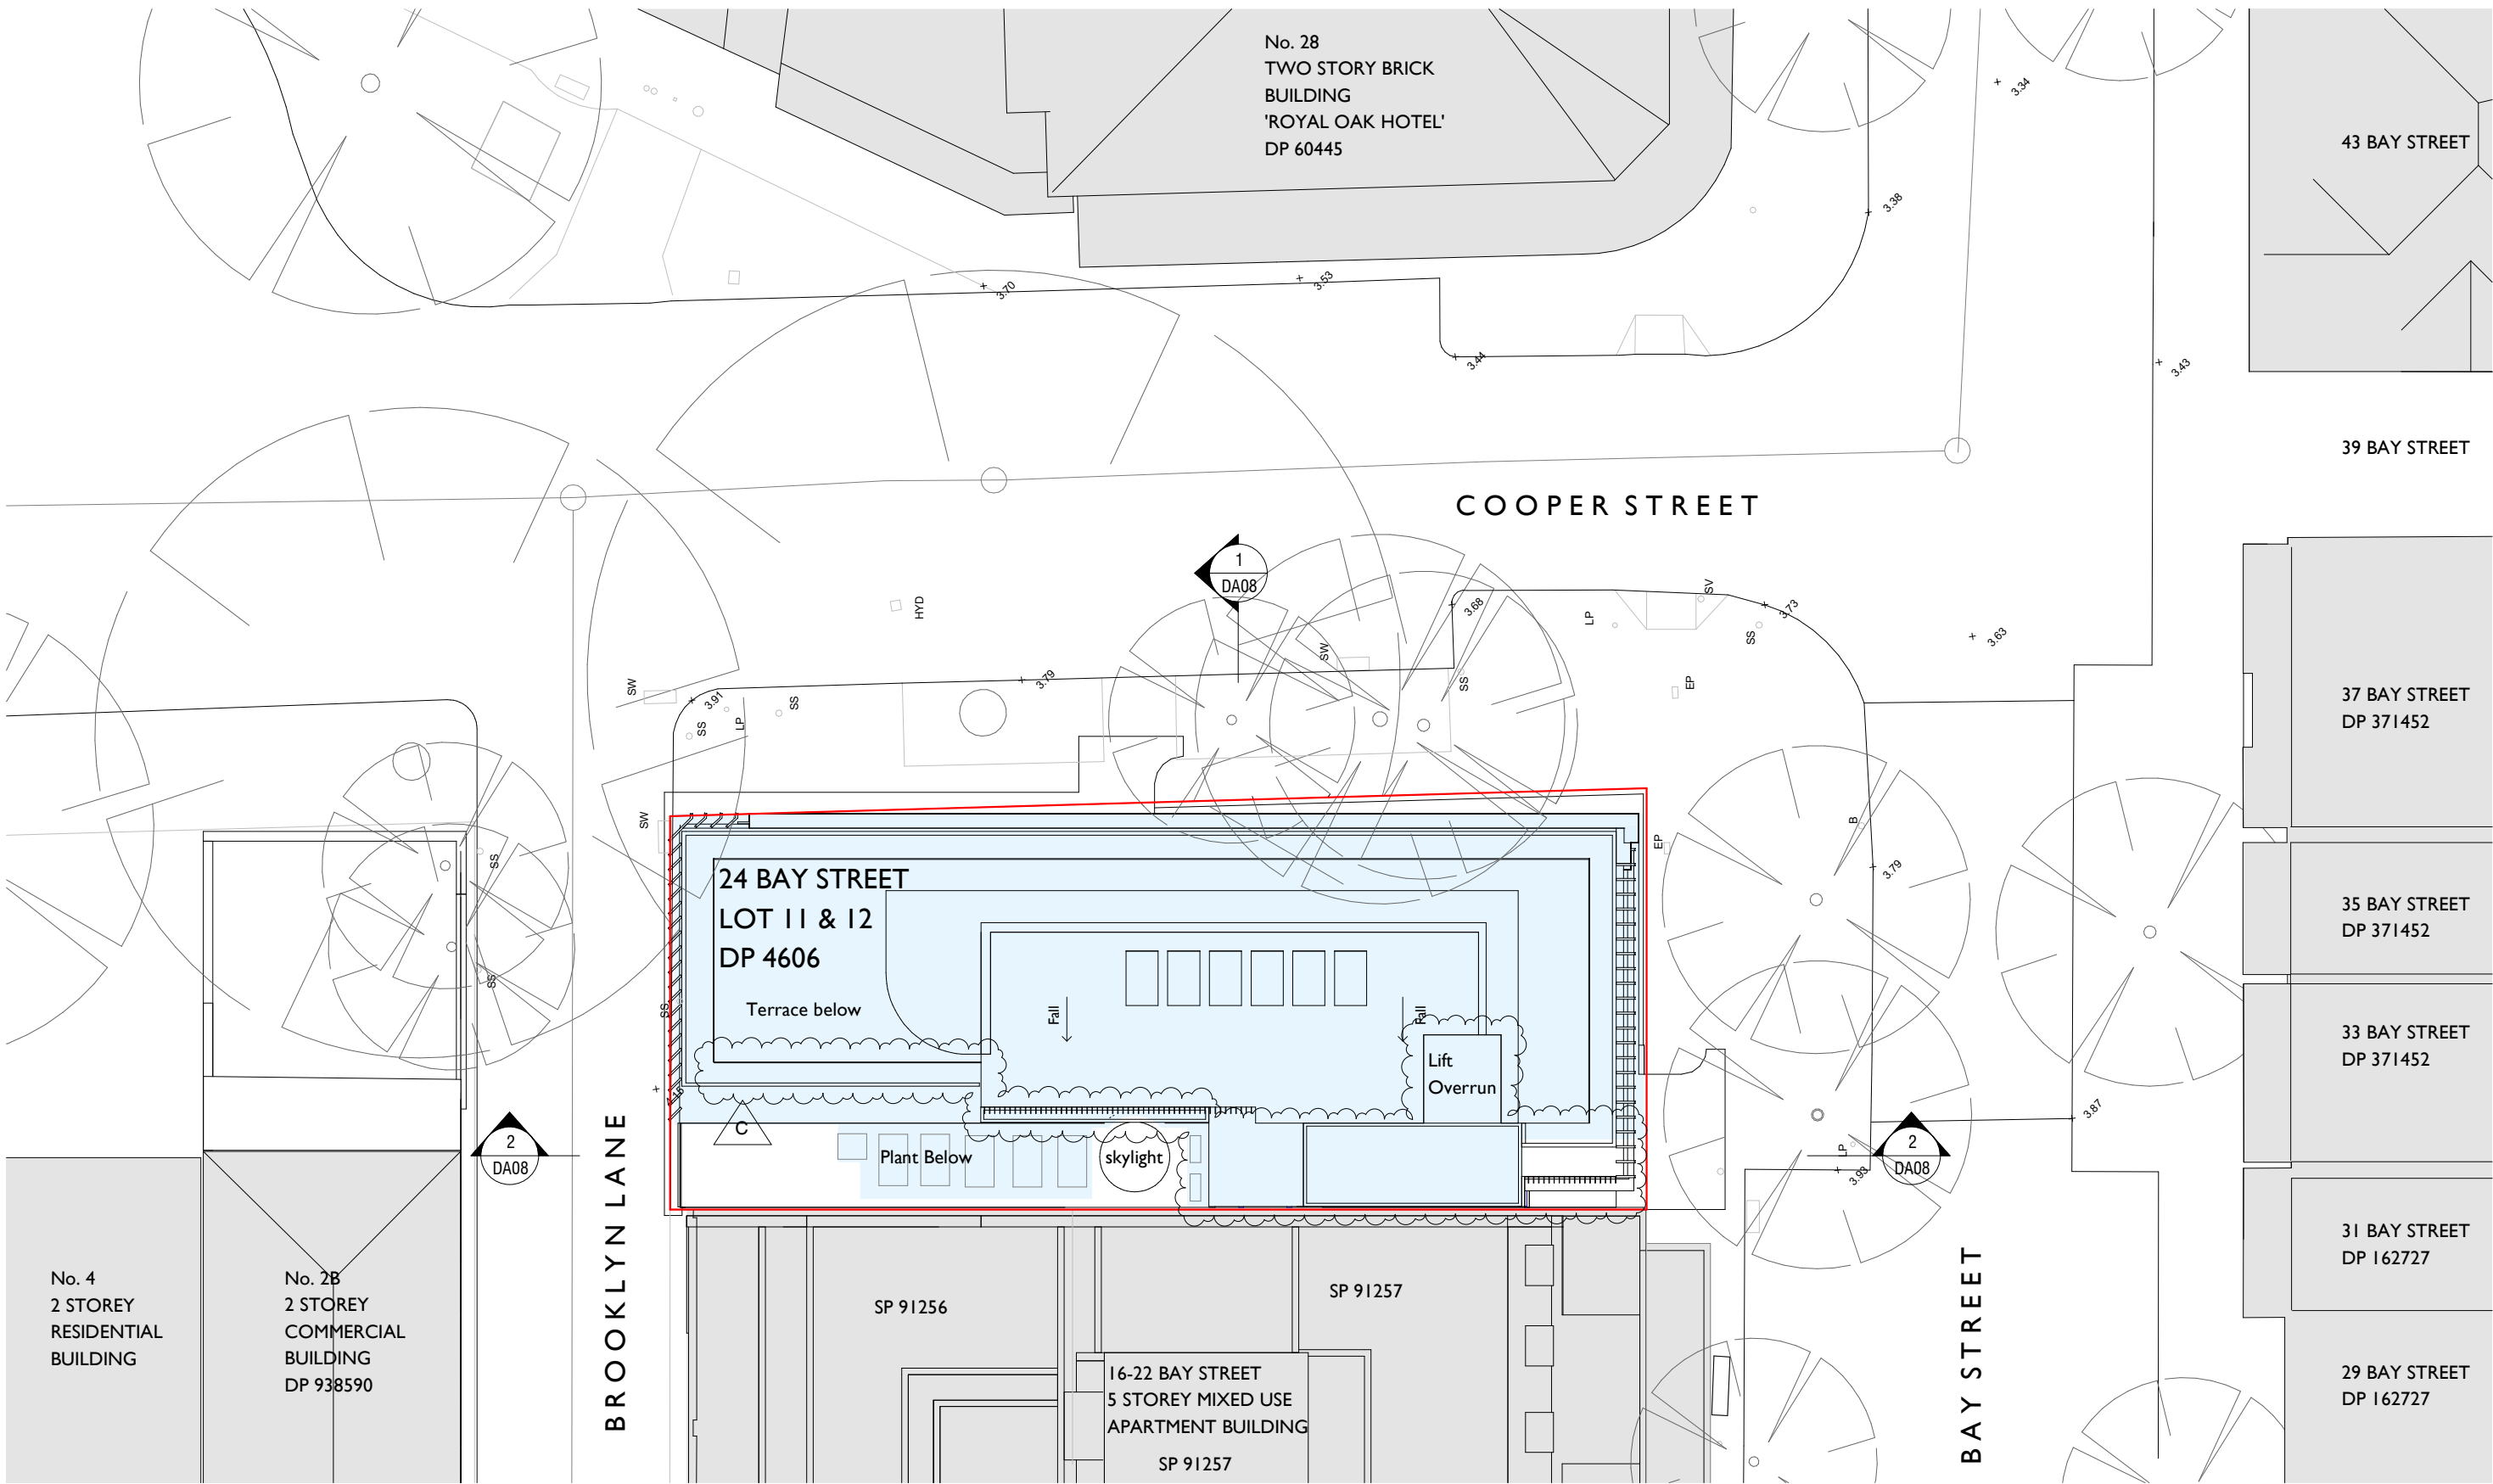 No. 28
TWO STORY BRICK
BUILDING
'ROYAL OAK HOTEL'
DP 60445
3.34
43 BAY STREET
3.38
3.70
3.53
3.44
3.43
39 BAY STREET
COOPER STREET
1
DA08
HYD
SW
3.68
LP
SV
3.73
SS
3.63
SW
3.91
SS
LP
SS
3.79
SS
EP
37 BAY STREET
DP 371452
SW
SS
EP
B
3.79
24 BAY STREET
LOT 11 & 12
DP 4606
35 BAY STREET
DP 371452
SS
SS
Terrace below
Fall
Fall
33 BAY STREET
DP 371452
Lift
Overrun
C
3.87
2
DA08
Plant Below
skylight
LP
3.93
2
DA08
BROOKLYN LANE
31 BAY STREET
DP 162727
No. 4
2 STOREY
RESIDENTIAL
BUILDING
No. 2B
2 STOREY
COMMERCIAL
BUILDING
DP 938590
SP 91256
SP 91257
BAY STREET
16-22 BAY STREET
5 STOREY MIXED USE
APARTMENT BUILDING
SP 91257
29 BAY STREET
DP 162727